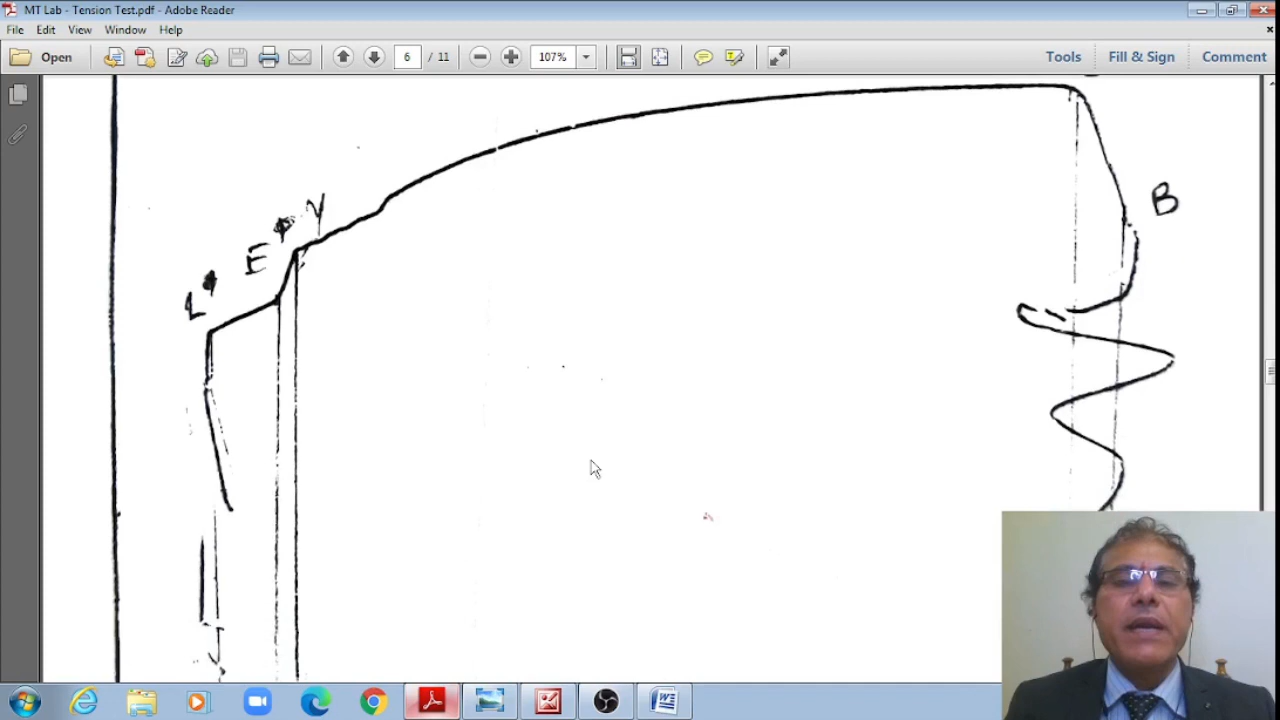 MT Lab - Tension Test.pdf - Adobe Reader
File Edit View Window Help
Open 6 / 11 107% Tools Fill & Sign Comment
B
Y
E
L